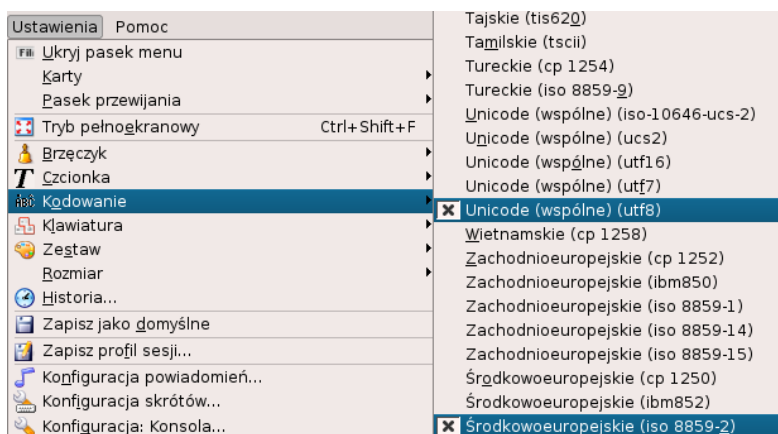 Ustawienia Pomoc
Ukryj pasek menu
Karty
Pasek przewijania
Tryb pełnoekranowy Ctrl+Shift+F
Brzęczyk
Czcionka
Kodowanie
Klawiatura
Zestaw
Rozmiar
Historia...
Zapisz jako domyślne
Zapisz profil sesji...
Konfiguracja powiadomień...
Konfiguracja skrótów...
Konfiguracja: Konsola...
Tajskie (tis620)
Tamilskie (tscii)
Tureckie (cp 1254)
Tureckie (iso 8859-9)
Unicode (wspólne) (iso-10646-ucs-2)
Unicode (wspólne) (ucs2)
Unicode (wspólne) (utf16)
Unicode (wspólne) (utf7)
Unicode (wspólne) (utf8)
Wietnamskie (cp 1258)
Zachodnioeuropejskie (cp 1252)
Zachodnioeuropejskie (ibm850)
Zachodnioeuropejskie (iso 8859-1)
Zachodnioeuropejskie (iso 8859-14)
Zachodnioeuropejskie (iso 8859-15)
Środkowoeuropejskie (cp 1250)
Środkowoeuropejskie (ibm852)
Środkowoeuropejskie (iso 8859-2)